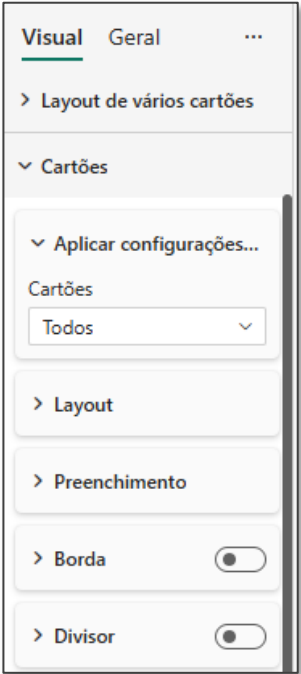 Visual Geral ...
Layout de vários cartões
Cartões
Aplicar configurações...
Cartões
Todos
Layout
Preenchimento
Borda
Divisor